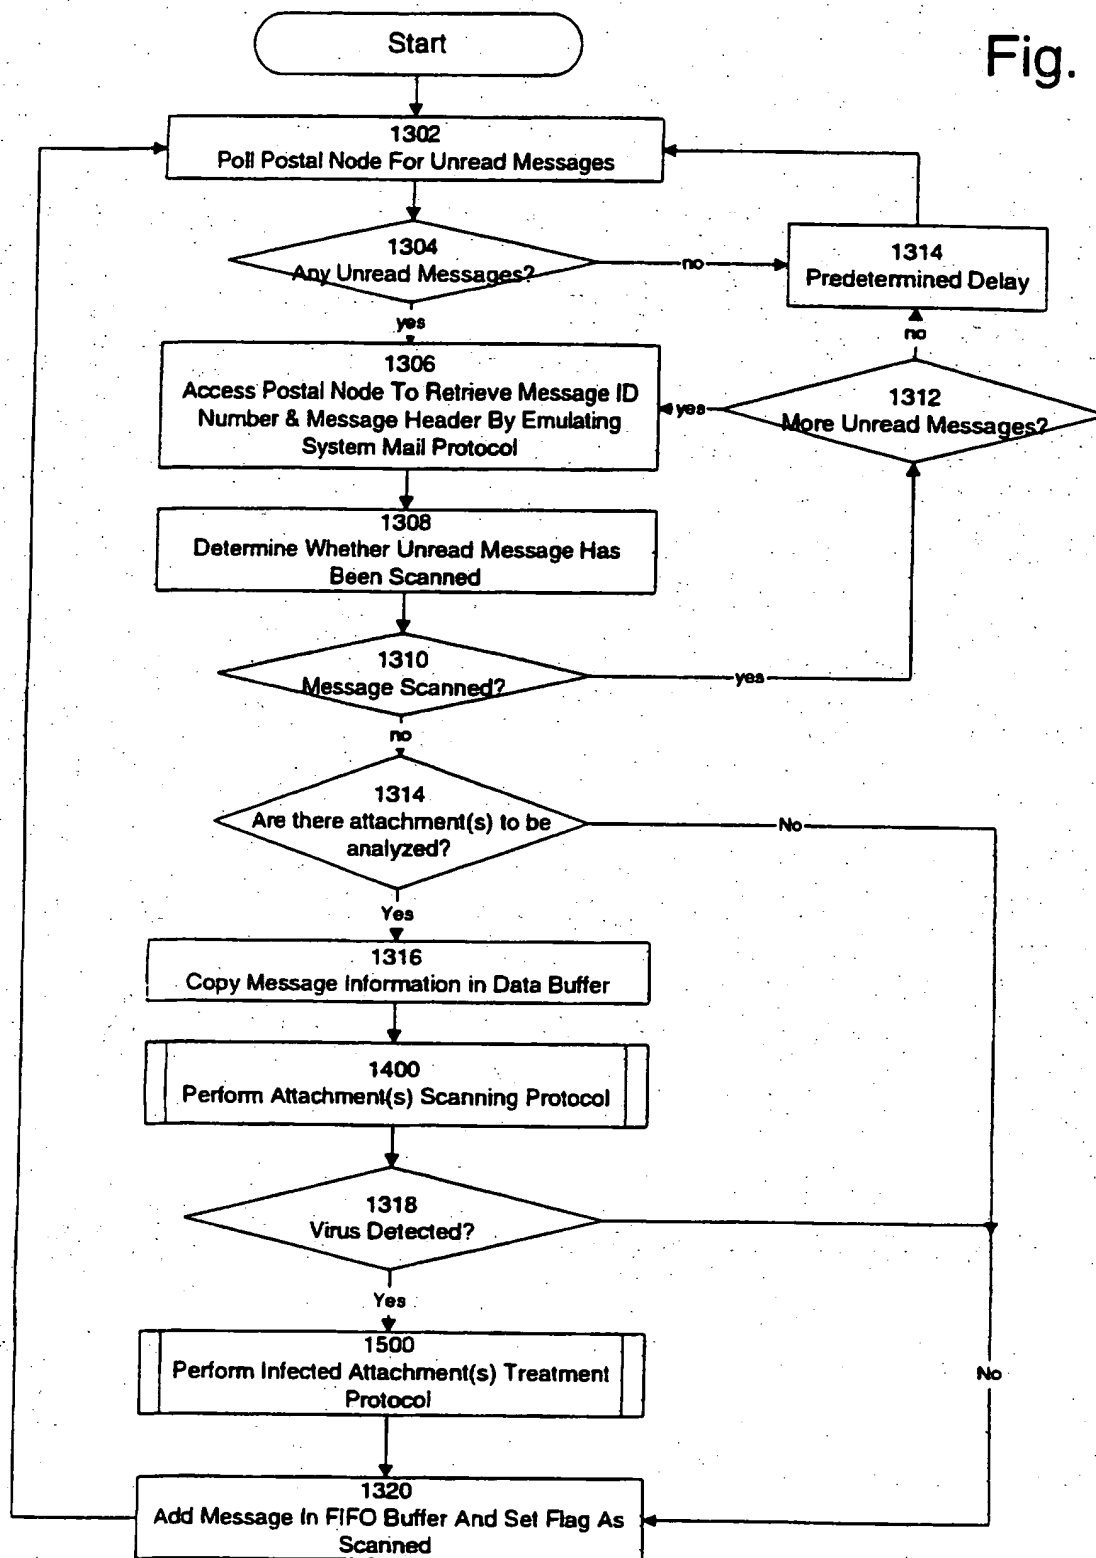 Start
Fig.
1302
Poll Postal Node For Unread Messages
1304
Any Unread Messages?
no
1314
Predetermined Delay
yes
no
1306
Access Postal Node To Retrieve Message ID
Number & Message Header By Emulating
System Mail Protocol
yes
1312
More Unread Messages?
1308
Determine Whether Unread Message Has
Been Scanned
1310
Message Scanned?
yes
no
1314
Are there attachment(s) to be
analyzed?
No
Yes
1316
Copy Message Information in Data Buffer
1400
Perform Attachment(s) Scanning Protocol
1318
Virus Detected?
Yes
1500
Perform Infected Attachment(s) Treatment
Protocol
No
1320
Add Message In FIFO Buffer And Set Flag As
Scanned